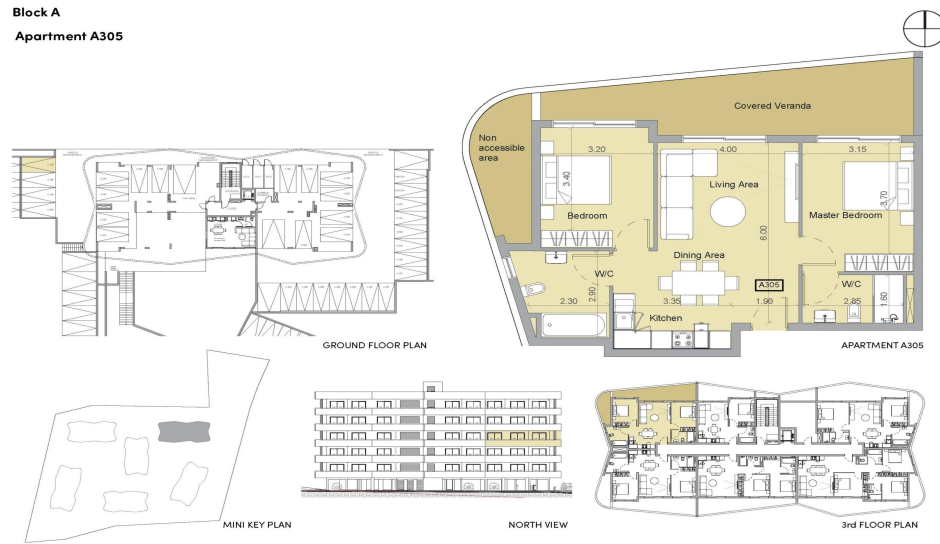 Block A
Apartment A305
Covered Veranda
Non
accessible
area
3.20
4.00
3.15
3.40
Living Area
3.70
Bedroom
Master Bedroom
6.00
Dining Area
W/C
A305
W/C
2.90
2.30
3.35
1.90
2.85
1.60
Kitchen
GROUND FLOOR PLAN
APARTMENT A305
MINI KEY PLAN
NORTH VIEW
3rd FLOOR PLAN